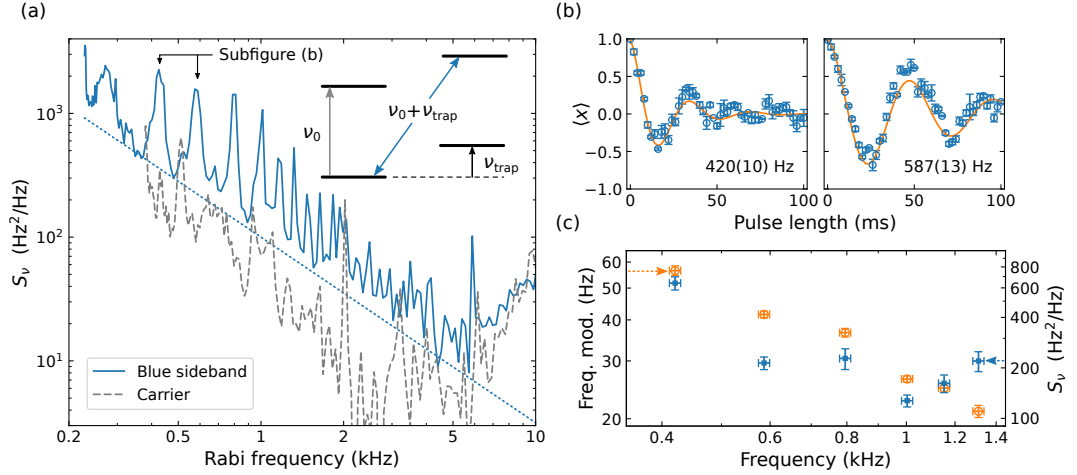 (a)
Subfigure (b)
ν₀
ν₀+ν_trap
ν_trap
S_ν (Hz²/Hz)
10³
10²
10¹
Blue sideband
Carrier
0.2 0.5 1 2 5 10
Rabi frequency (kHz)
(b)
⟨x⟩
1.0
0.5
0.0
−0.5
−1.0
420(10) Hz
587(13) Hz
0 50 100 0 50 100
Pulse length (ms)
(c)
Freq. mod. (Hz)
60
50
40
30
20
800
600
400
200
100
S_ν (Hz²/Hz)
0.4 0.6 0.8 1 1.2 1.4
Frequency (kHz)